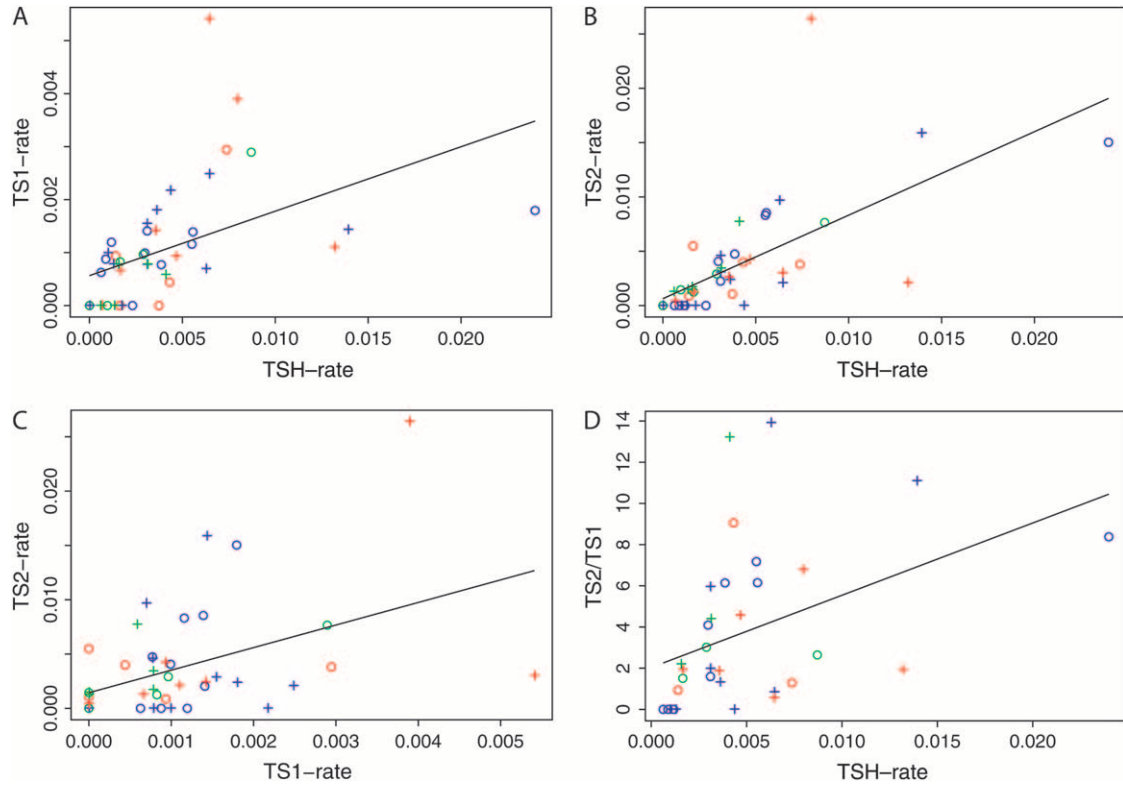 A
TS1–rate
0.004
0.002
0.000
0.000 0.005 0.010 0.015 0.020
TSH–rate
B
TS2–rate
0.020
0.010
0.000
0.000 0.005 0.010 0.015 0.020
TSH–rate
C
TS2–rate
0.020
0.010
0.000
0.000 0.001 0.002 0.003 0.004 0.005
TS1–rate
D
TS2/TS1
14
12
10
8
6
4
2
0
0.000 0.005 0.010 0.015 0.020
TSH–rate